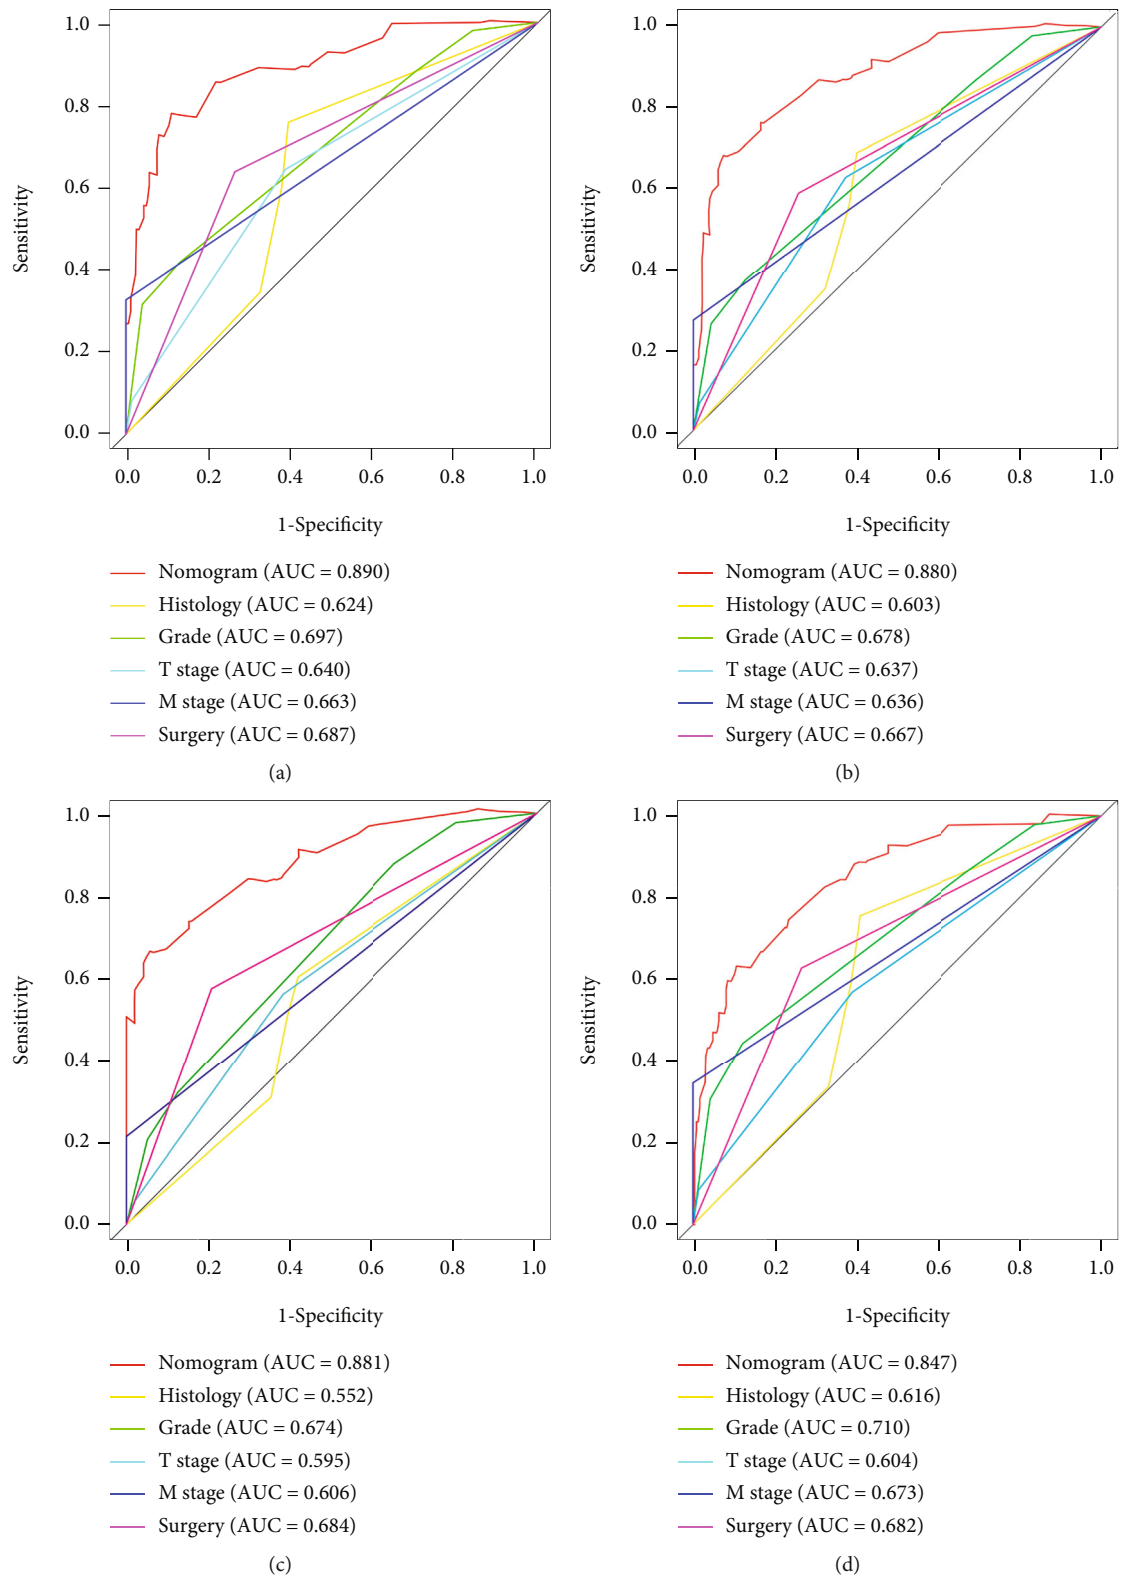 1.0
0.8
0.6
0.4
0.2
0.0
Sensitivity
0.0 0.2 0.4 0.6 0.8 1.0
1-Specificity
Nomogram (AUC = 0.890)
Histology (AUC = 0.624)
Grade (AUC = 0.697)
T stage (AUC = 0.640)
M stage (AUC = 0.663)
Surgery (AUC = 0.687)
(a)
1.0
0.8
0.6
0.4
0.2
0.0
Sensitivity
0.0 0.2 0.4 0.6 0.8 1.0
1-Specificity
Nomogram (AUC = 0.880)
Histology (AUC = 0.603)
Grade (AUC = 0.678)
T stage (AUC = 0.637)
M stage (AUC = 0.636)
Surgery (AUC = 0.667)
(b)
1.0
0.8
0.6
0.4
0.2
0.0
Sensitivity
0.0 0.2 0.4 0.6 0.8 1.0
1-Specificity
Nomogram (AUC = 0.881)
Histology (AUC = 0.552)
Grade (AUC = 0.674)
T stage (AUC = 0.595)
M stage (AUC = 0.606)
Surgery (AUC = 0.684)
(c)
1.0
0.8
0.6
0.4
0.2
0.0
Sensitivity
0.0 0.2 0.4 0.6 0.8 1.0
1-Specificity
Nomogram (AUC = 0.847)
Histology (AUC = 0.616)
Grade (AUC = 0.710)
T stage (AUC = 0.604)
M stage (AUC = 0.673)
Surgery (AUC = 0.682)
(d)